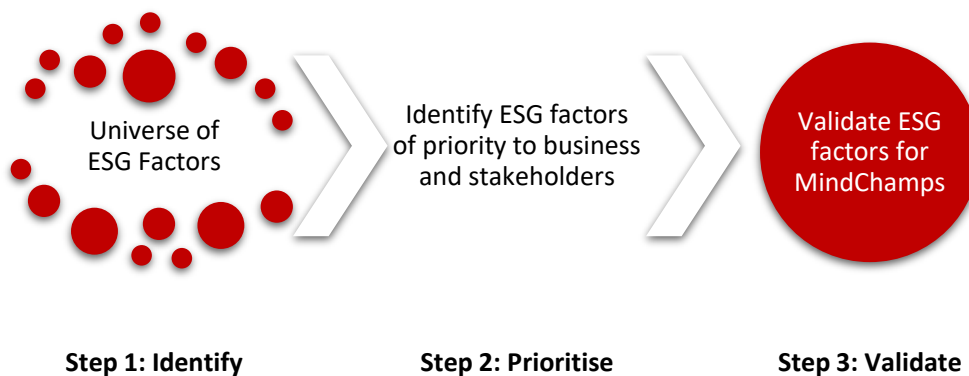 Universe of
ESG Factors
Identify ESG factors
of priority to business
and stakeholders
Validate ESG
factors for
MindChamps
Step 1: Identify
Step 2: Prioritise
Step 3: Validate